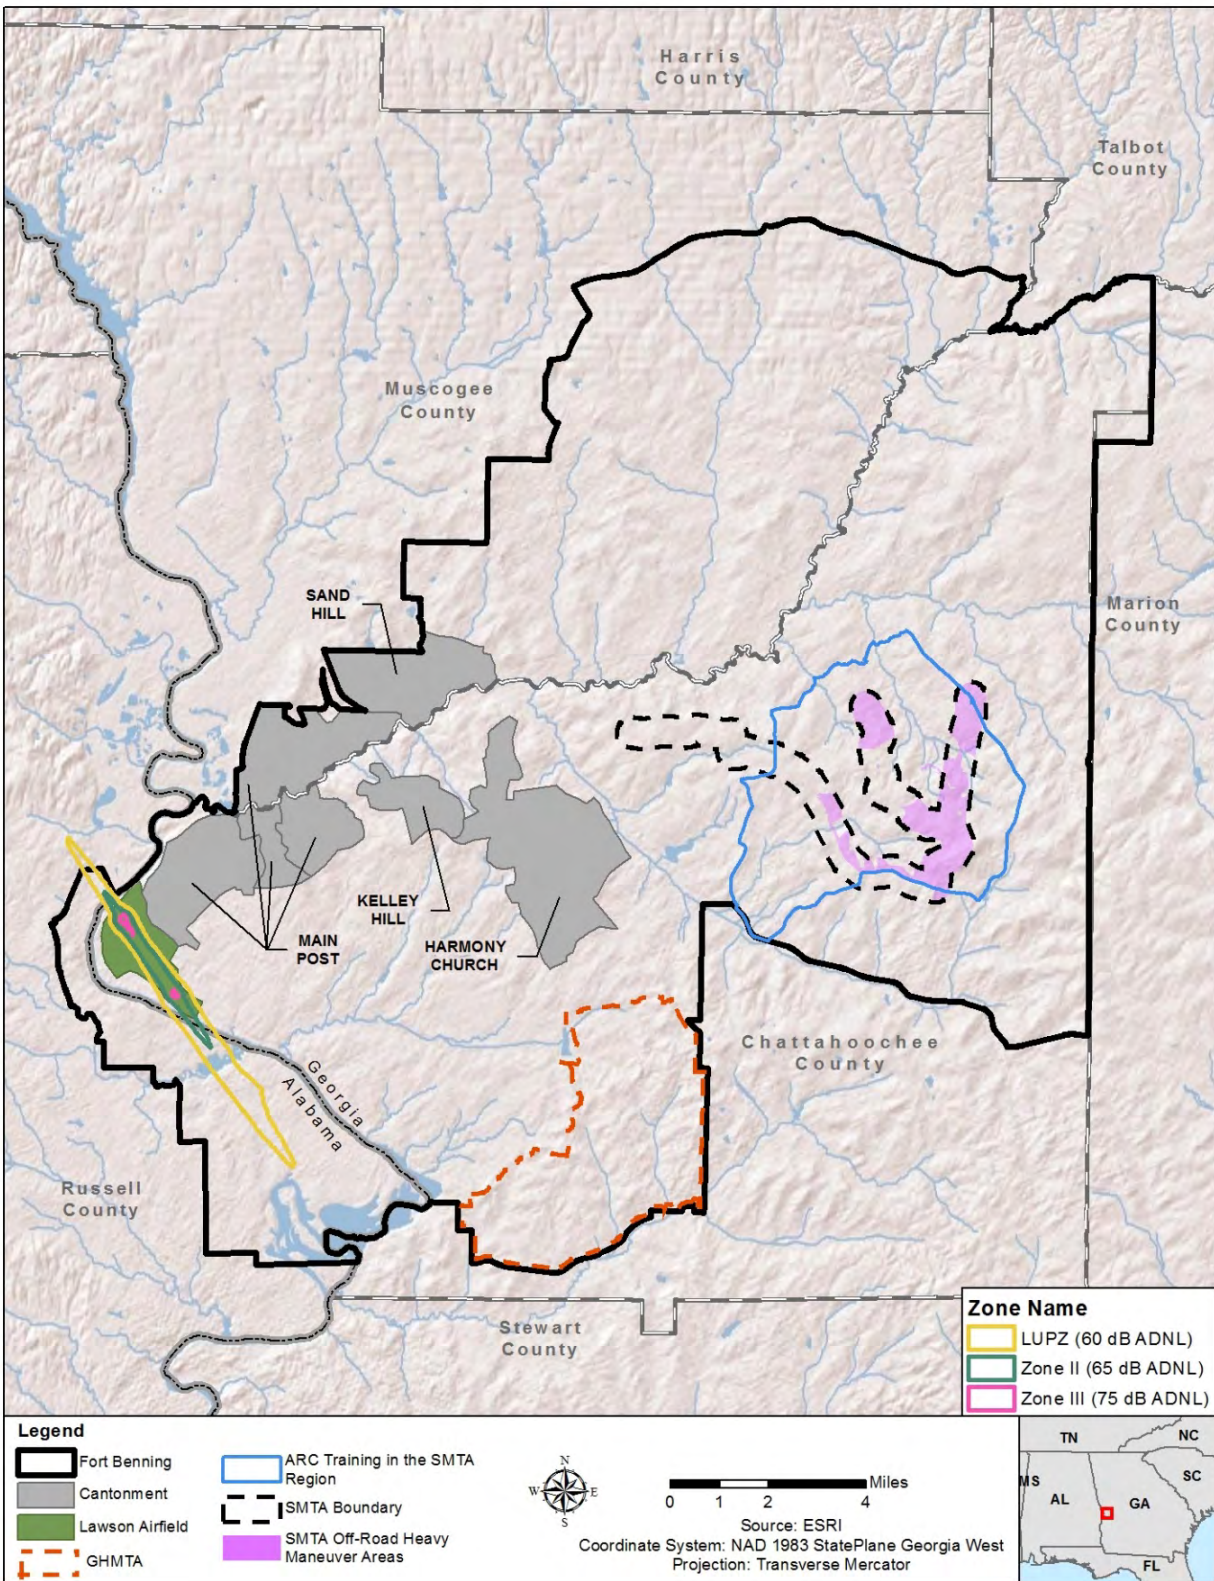 Harris
County
Talbot
County
Muscogee
County
SAND
HILL
Marion
County
KELLEY
HILL
MAIN
POST
HARMONY
CHURCH
Georgia
Alabama
Chattahoochee
County
Russell
County
Stewart
County
Zone Name
LUPZ (60 dB ADNL)
Zone II (65 dB ADNL)
Zone III (75 dB ADNL)
Legend
Fort Benning
Cantonment
Lawson Airfield
GHMTA
ARC Training in the SMTA
Region
SMTA Boundary
SMTA Off-Road Heavy
Maneuver Areas
N
W E
S
Miles
0 1 2 4
Source: ESRI
Coordinate System: NAD 1983 StatePlane Georgia West
Projection: Transverse Mercator
TN NC
SC
MS AL GA
FL